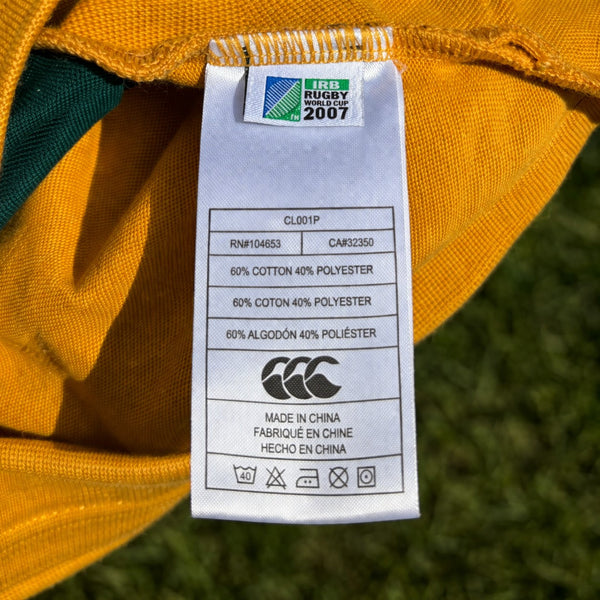 IRB
RUGBY
WORLD CUP
2007
CL001P
RN#104653 CA#32350
60% COTTON 40% POLYESTER
60% COTON 40% POLYESTER
60% ALGODÓN 40% POLIÉSTER
MADE IN CHINA
FABRIQUÉ EN CHINE
HECHO EN CHINA
40